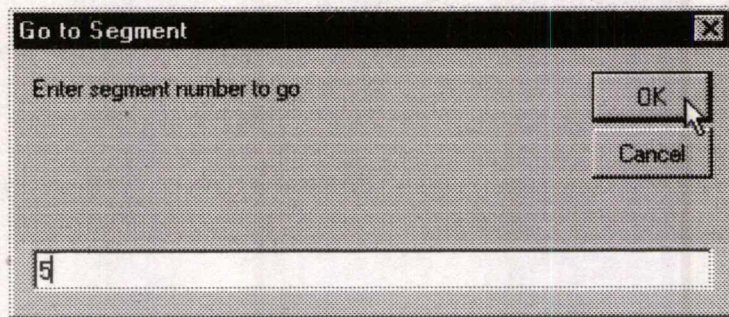 Go to Segment
Enter segment number to go
OK
Cancel
5